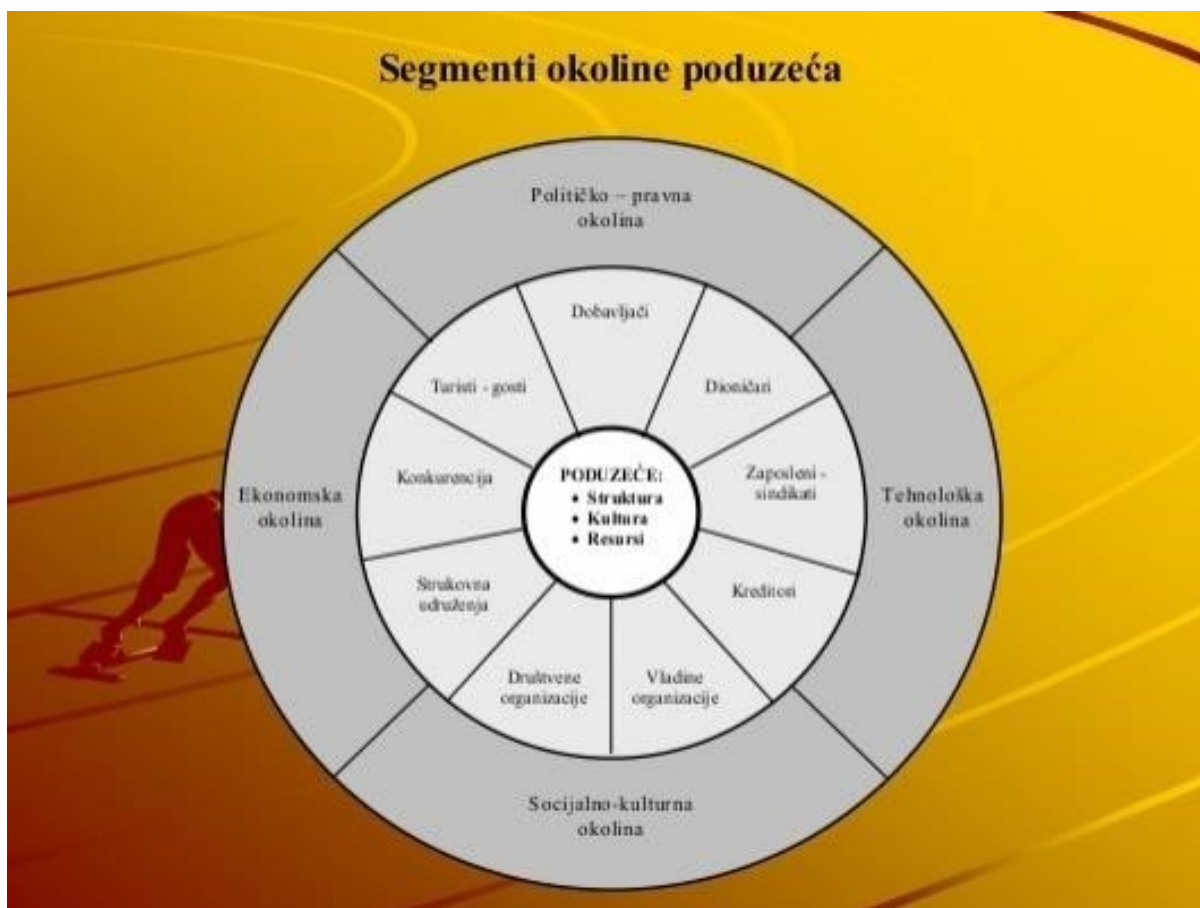 Segmenti okoline poduzeća
Političko – pravna
okolina
Dobavljači
Turisti - gosti
Dioničari
Konkurencija
PODUZEĆE:
• Struktura
• Kultura
• Resursi
Zaposleni -
sindikati
Ekonomska
okolina
Tehnološka
okolina
Strukovna
udruženja
Kreditori
Društvene
organizacije
Vladine
organizacije
Socijalno-kulturna
okolina